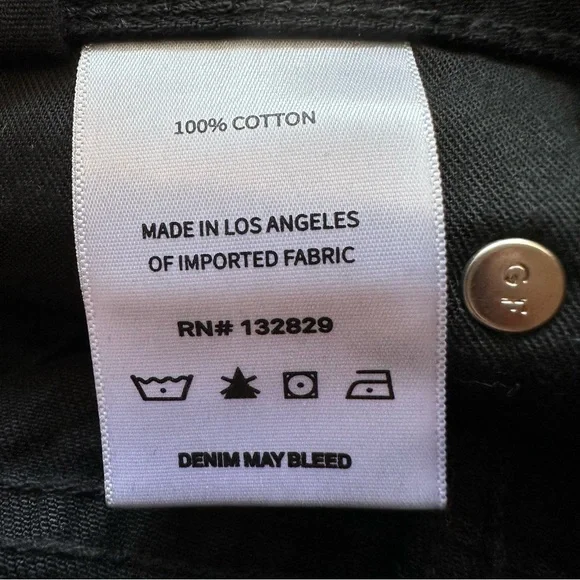 100% COTTON
MADE IN LOS ANGELES
OF IMPORTED FABRIC
RN# 132829
DENIM MAY BLEED